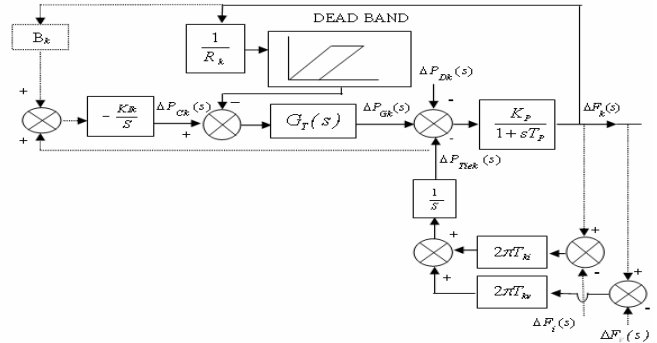 DEAD BAND
B_k
1
R_k
ΔP_Dk(s)
+
−
-
+
- K_Ik
S
ΔP_Ck(s)
+
G_T(s)
ΔP_Gk(s)
-
K_P
1+sT_P
ΔF_k(s)
ΔP_Tiek(s)
1
S
+
+
2πT_ki
+
-
+
2πT_kv
-
ΔF_i(s)
ΔF_v(s)